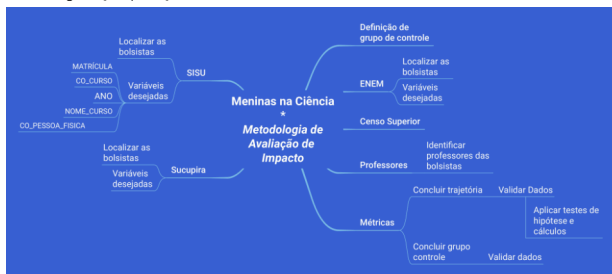 Meninas na Ciência
*
Metodologia de
Avaliação de
Impacto
SISU
Localizar as
bolsistas
Variáveis
desejadas
MATRÍCULA
CO_CURSO
ANO
NOME_CURSO
CO_PESSOA_FISICA
Sucupira
Localizar as
bolsistas
Variáveis
desejadas
Definição de
grupo de controle
ENEM
Localizar as
bolsistas
Variáveis
desejadas
Censo Superior
Professores
Identificar
professores das
bolsistas
Métricas
Concluir trajetória
Validar Dados
Aplicar testes de
hipótese e
cálculos
Concluir grupo
controle
Validar dados